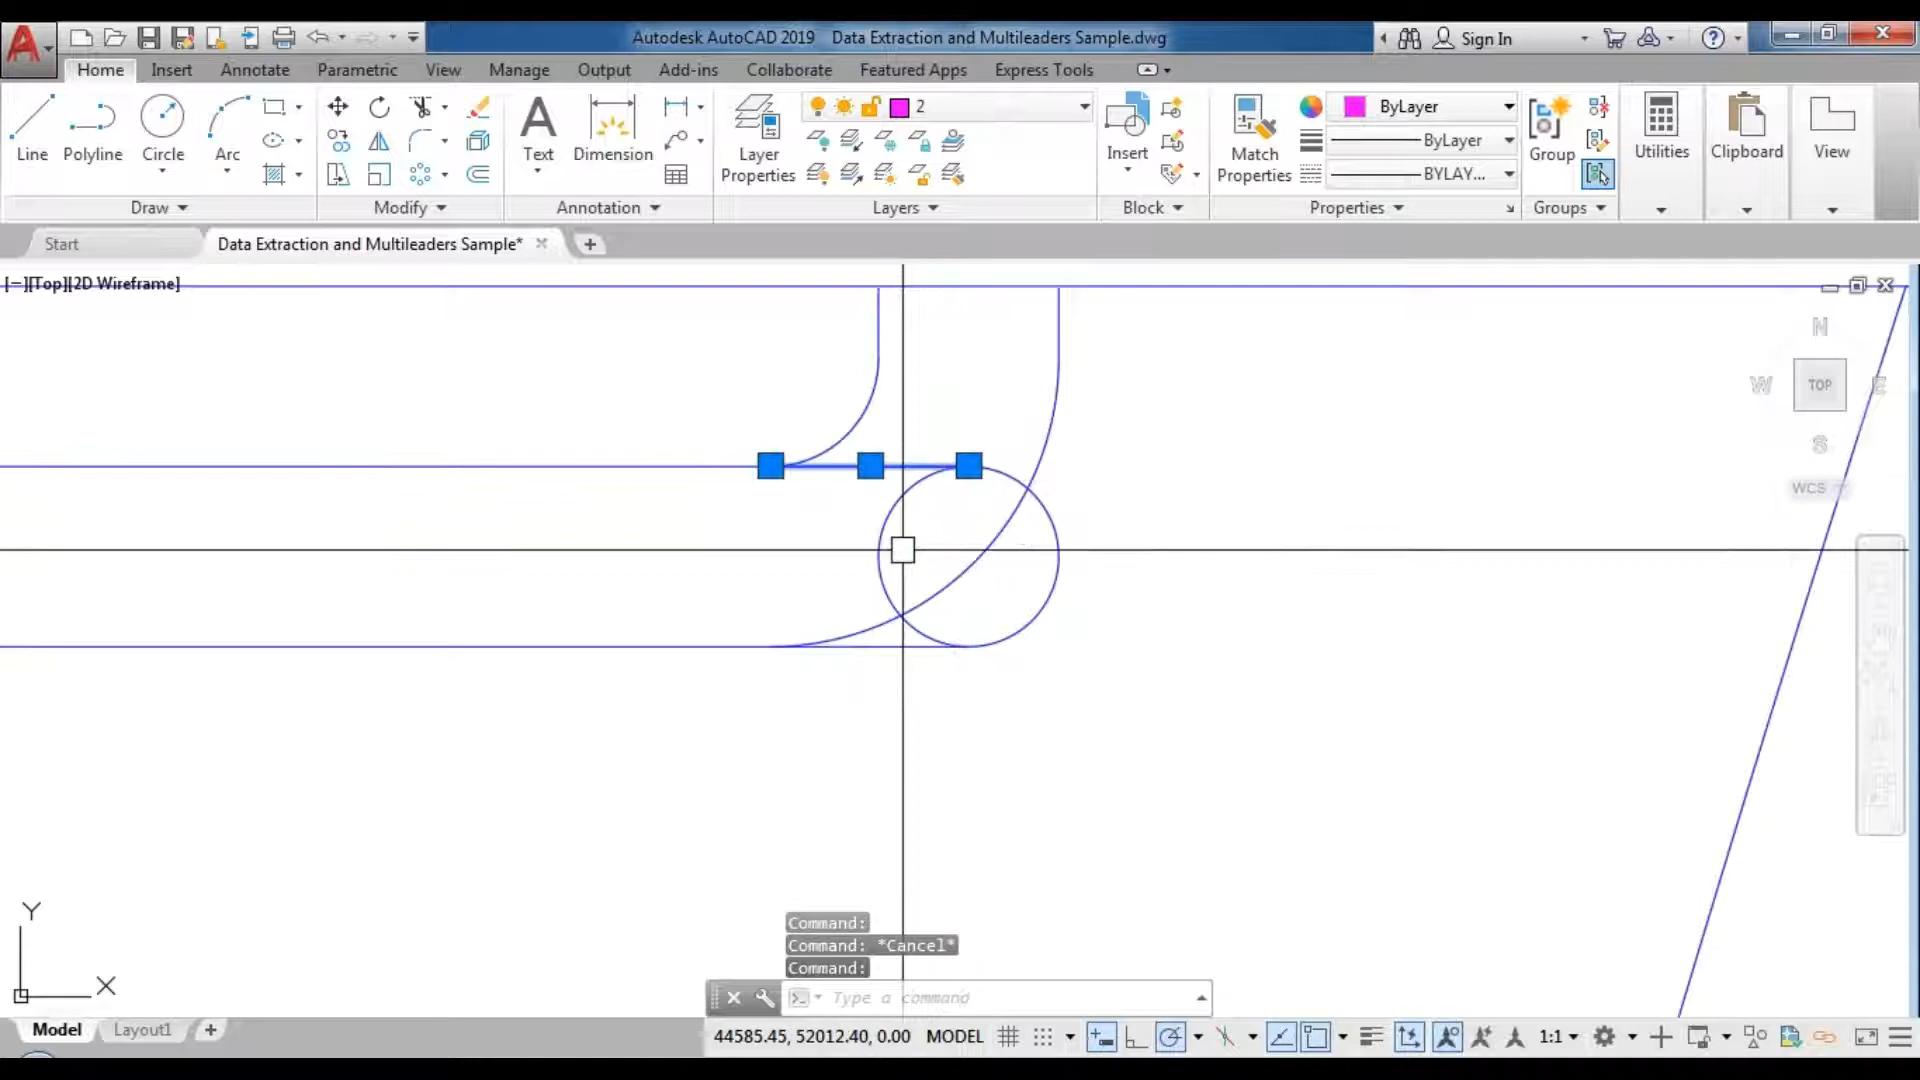 Autodesk AutoCAD 2019 Data Extraction and Multileaders Sample.dwg
Sign In
Home Insert Annotate Parametric View Manage Output Add-ins Collaborate Featured Apps Express Tools
2
ByLayer
ByLayer
BYLAY...
Line Polyline Circle Arc
Text Dimension
Layer Properties
Insert
Match Properties
Group
Utilities
Clipboard
View
Draw Modify Annotation Layers Block Properties Groups
Start Data Extraction and Multileaders Sample*
[−][Top][2D Wireframe]
N
W TOP E
S
WCS
Y
X
Command:
Command: *Cancel*
Command:
Type a command
Model Layout1
44585.45, 52012.40, 0.00 MODEL 1:1